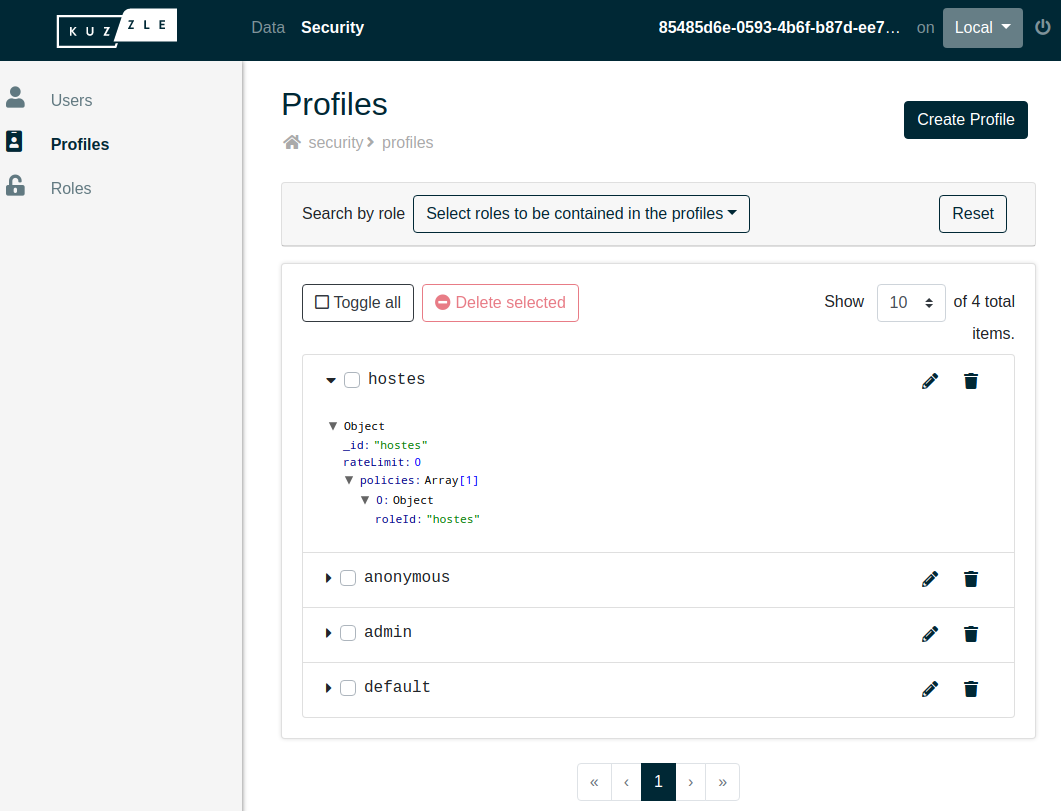 KUZZLE
Data Security
85485d6e-0593-4b6f-b87d-ee7... on Local
Users
Profiles
Roles
Profiles
security profiles
Create Profile
Search by role Select roles to be contained in the profiles Reset
Toggle all Delete selected Show 10 of 4 total
items.
hostes
Object
_id: "hostes"
rateLimit: 0
policies: Array[1]
0: Object
roleId: "hostes"
anonymous
admin
default
« ‹ 1 › »